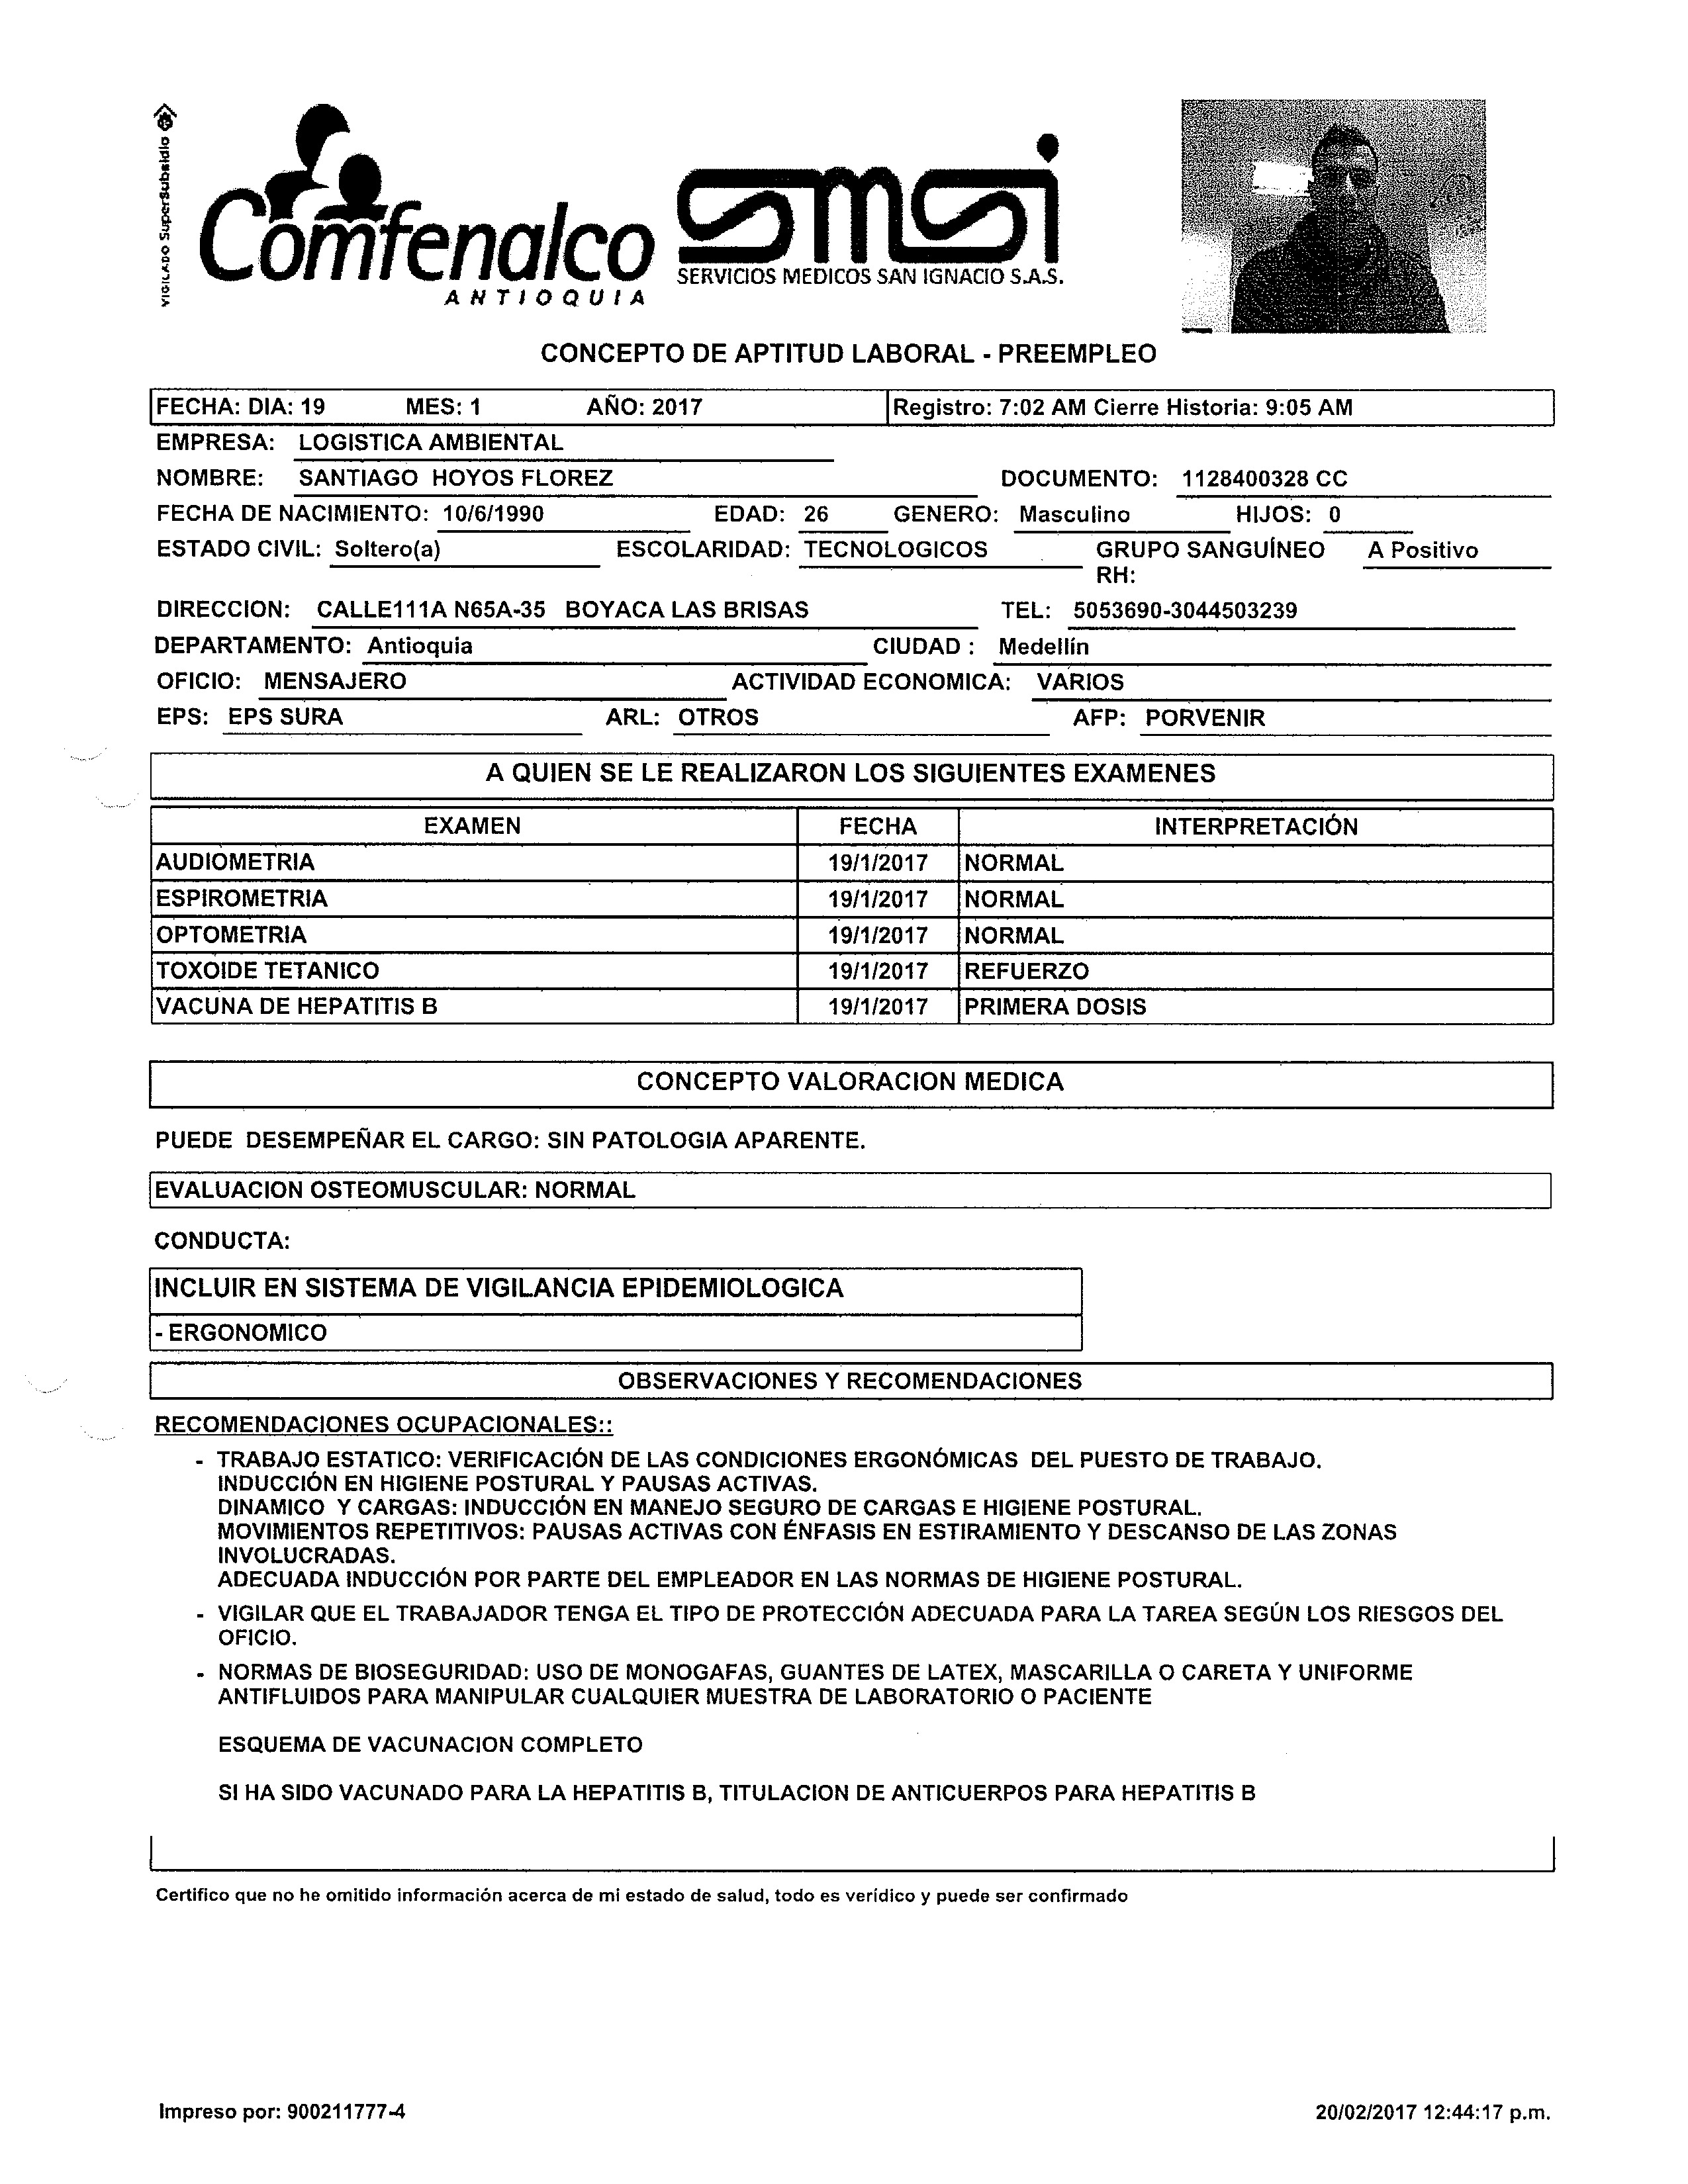 VIGILADO SuperSubsidio
Comfenalco
ANTIOQUIA
smsi
SERVICIOS MEDICOS SAN IGNACIO S.A.S.
CONCEPTO DE APTITUD LABORAL - PREEMPLEO
FECHA: DIA: 19 MES: 1 AÑO: 2017 Registro: 7:02 AM Cierre Historia: 9:05 AM
EMPRESA: LOGISTICA AMBIENTAL
NOMBRE: SANTIAGO HOYOS FLOREZ DOCUMENTO: 1128400328 CC
FECHA DE NACIMIENTO: 10/6/1990 EDAD: 26 GENERO: Masculino HIJOS: 0
ESTADO CIVIL: Soltero(a) ESCOLARIDAD: TECNOLOGICOS GRUPO SANGUÍNEO A Positivo
RH:
DIRECCION: CALLE111A N65A-35 BOYACA LAS BRISAS TEL: 5053690-3044503239
DEPARTAMENTO: Antioquia CIUDAD : Medellín
OFICIO: MENSAJERO ACTIVIDAD ECONOMICA: VARIOS
EPS: EPS SURA ARL: OTROS AFP: PORVENIR
A QUIEN SE LE REALIZARON LOS SIGUIENTES EXAMENES
EXAMEN FECHA INTERPRETACIÓN
AUDIOMETRIA 19/1/2017 NORMAL
ESPIROMETRIA 19/1/2017 NORMAL
OPTOMETRIA 19/1/2017 NORMAL
TOXOIDE TETANICO 19/1/2017 REFUERZO
VACUNA DE HEPATITIS B 19/1/2017 PRIMERA DOSIS
CONCEPTO VALORACION MEDICA
PUEDE DESEMPEÑAR EL CARGO: SIN PATOLOGIA APARENTE.
EVALUACION OSTEOMUSCULAR: NORMAL
CONDUCTA:
INCLUIR EN SISTEMA DE VIGILANCIA EPIDEMIOLOGICA
- ERGONOMICO
OBSERVACIONES Y RECOMENDACIONES
RECOMENDACIONES OCUPACIONALES::
- TRABAJO ESTATICO: VERIFICACIÓN DE LAS CONDICIONES ERGONÓMICAS DEL PUESTO DE TRABAJO.
INDUCCIÓN EN HIGIENE POSTURAL Y PAUSAS ACTIVAS.
DINAMICO Y CARGAS: INDUCCIÓN EN MANEJO SEGURO DE CARGAS E HIGIENE POSTURAL.
MOVIMIENTOS REPETITIVOS: PAUSAS ACTIVAS CON ÉNFASIS EN ESTIRAMIENTO Y DESCANSO DE LAS ZONAS
INVOLUCRADAS.
ADECUADA INDUCCIÓN POR PARTE DEL EMPLEADOR EN LAS NORMAS DE HIGIENE POSTURAL.
- VIGILAR QUE EL TRABAJADOR TENGA EL TIPO DE PROTECCIÓN ADECUADA PARA LA TAREA SEGÚN LOS RIESGOS DEL
OFICIO.
- NORMAS DE BIOSEGURIDAD: USO DE MONOGAFAS, GUANTES DE LATEX, MASCARILLA O CARETA Y UNIFORME
ANTIFLUIDOS PARA MANIPULAR CUALQUIER MUESTRA DE LABORATORIO O PACIENTE
ESQUEMA DE VACUNACION COMPLETO
SI HA SIDO VACUNADO PARA LA HEPATITIS B, TITULACION DE ANTICUERPOS PARA HEPATITIS B
Certifico que no he omitido información acerca de mi estado de salud, todo es verídico y puede ser confirmado
Impreso por: 900211777-4 20/02/2017 12:44:17 p.m.